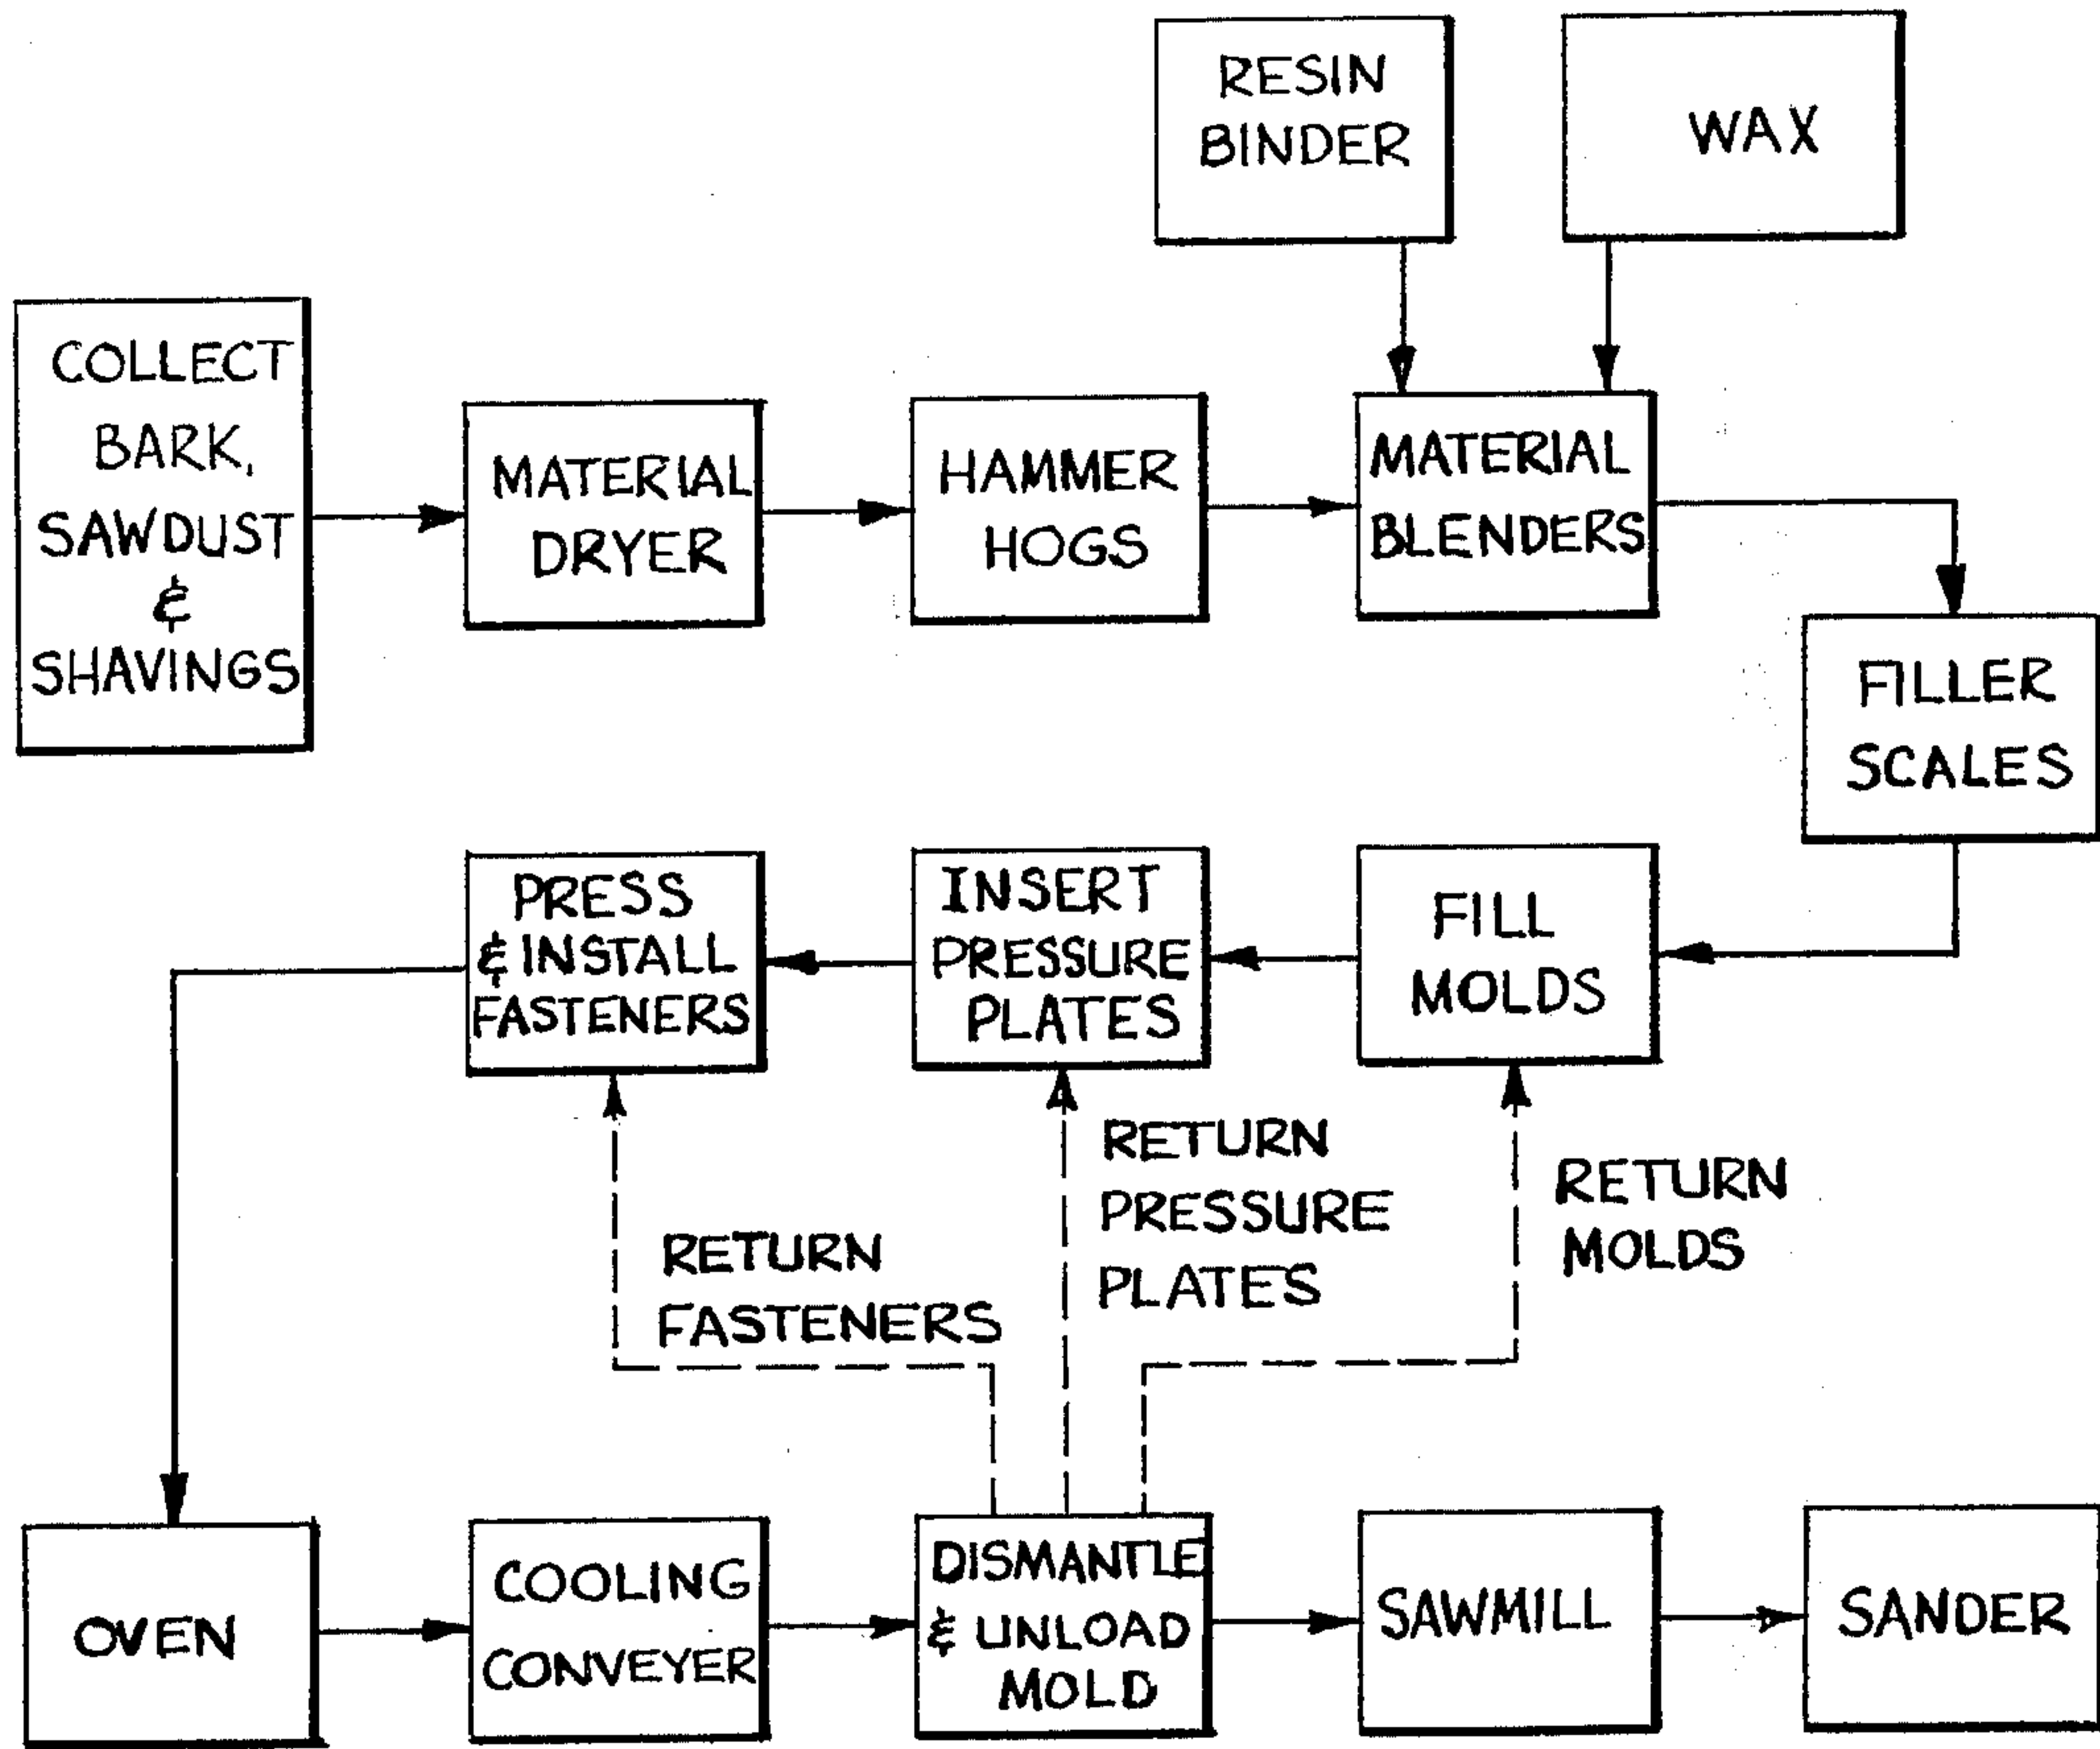 RESIN
BINDER
WAX
COLLECT
BARK,
SAWDUST
&
SHAVINGS
MATERIAL
DRYER
HAMMER
HOGS
MATERIAL
BLENDERS
FILLER
SCALES
PRESS
& INSTALL
FASTENERS
INSERT
PRESSURE
PLATES
FILL
MOLDS
RETURN
FASTENERS
RETURN
PRESSURE
PLATES
RETURN
MOLDS
OVEN
COOLING
CONVEYER
DISMANTLE
& UNLOAD
MOLD
SAWMILL
SANDER